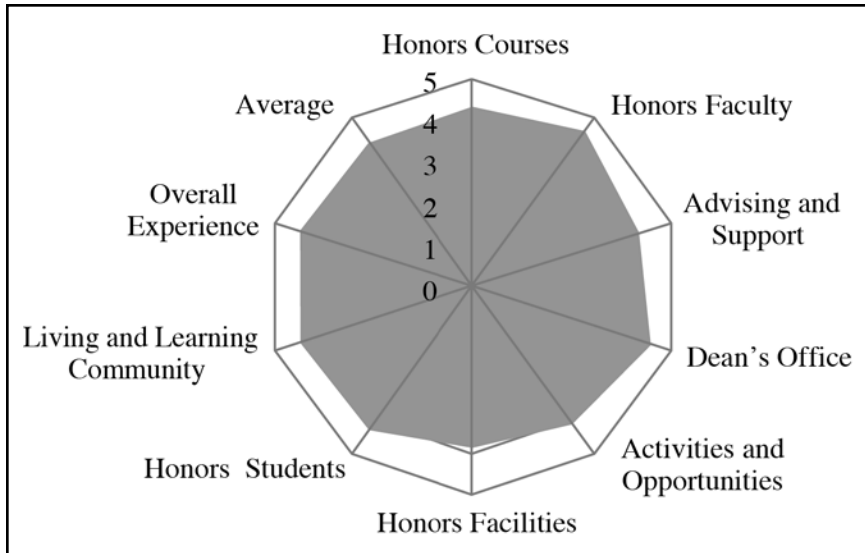 Honors Courses
Honors Faculty
Advising and
Support
Dean’s Office
Activities and
Opportunities
Honors Facilities
Honors Students
Living and Learning
Community
Overall
Experience
Average
5
4
3
2
1
0